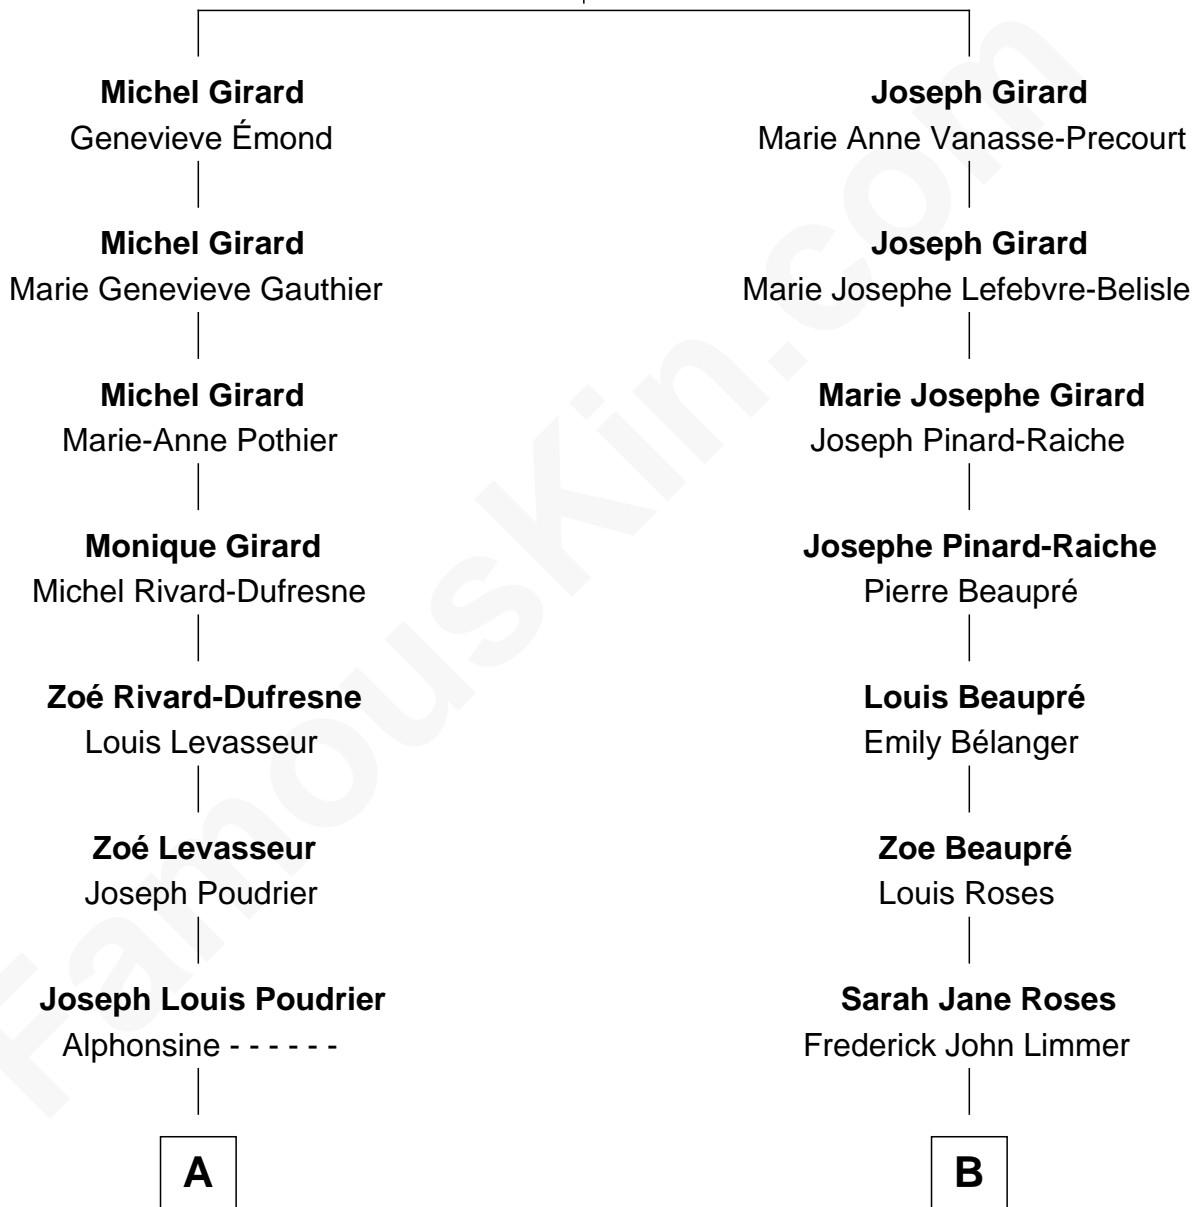 Michel Girard
Genevieve Émond
Michel Girard
Marie Genevieve Gauthier
Michel Girard
Marie-Anne Pothier
Monique Girard
Michel Rivard-Dufresne
Zoé Rivard-Dufresne
Louis Levasseur
Zoé Levasseur
Joseph Poudrier
Joseph Louis Poudrier
Alphonsine - - - - - -
A
Joseph Girard
Marie Anne Vanasse-Precourt
Joseph Girard
Marie Josephe Lefebvre-Belisle
Marie Josephe Girard
Joseph Pinard-Raiche
Josephe Pinard-Raiche
Pierre Beaupré
Louis Beaupré
Emily Bélanger
Zoe Beaupré
Louis Roses
Sarah Jane Roses
Frederick John Limmer
B
FamousKin.com